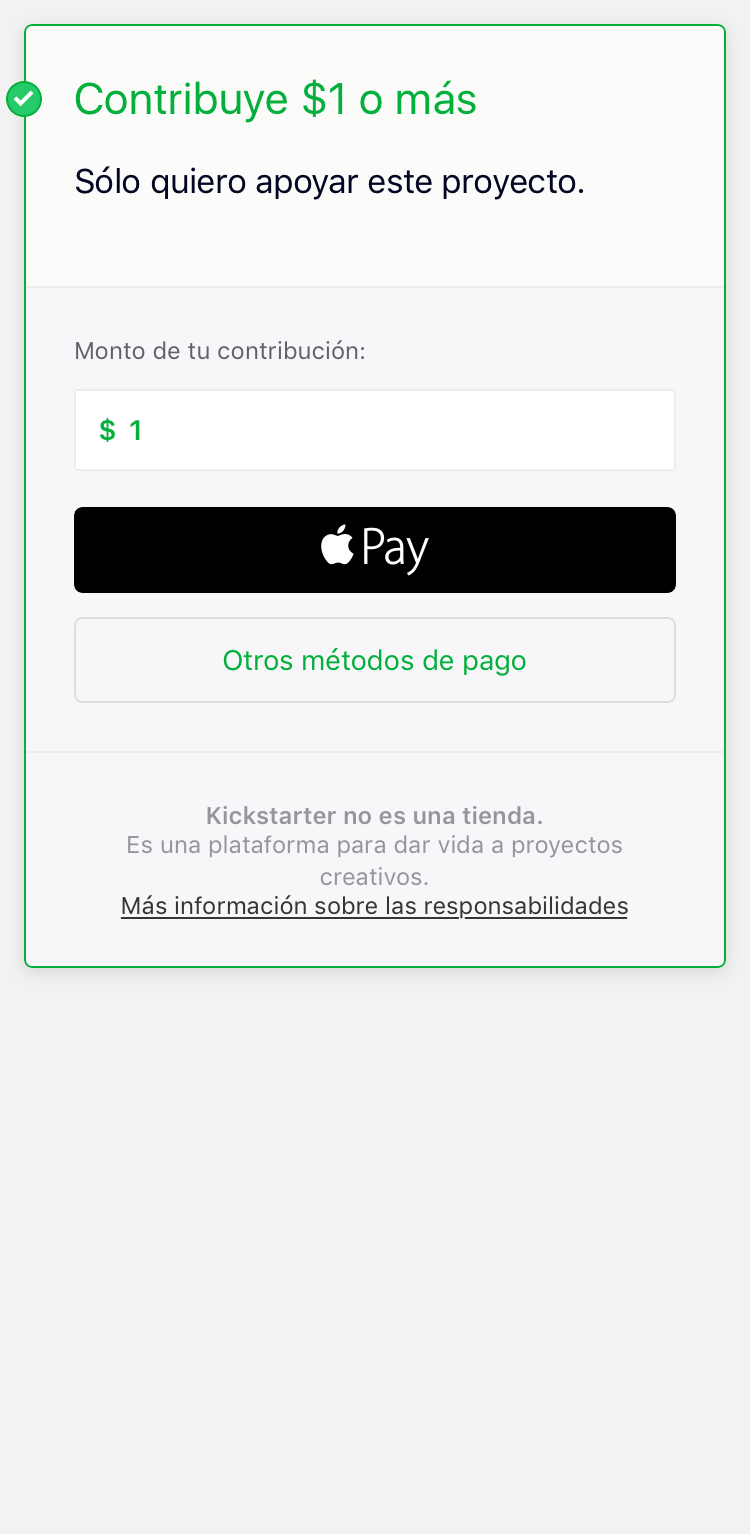 Contribuye $1 o más
Sólo quiero apoyar este proyecto.
Monto de tu contribución:
$ 1
Pay
Otros métodos de pago
Kickstarter no es una tienda.
Es una plataforma para dar vida a proyectos
creativos.
Más información sobre las responsabilidades